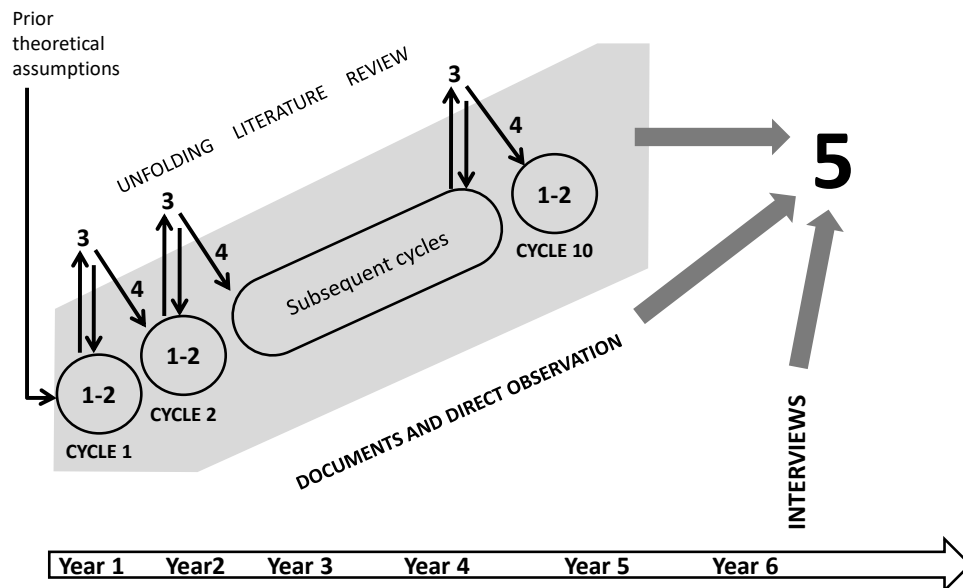 Prior
theoretical
assumptions
UNFOLDING LITERATURE REVIEW
3
4
3
4
3
4
1-2
CYCLE 1
1-2
CYCLE 2
Subsequent cycles
1-2
CYCLE 10
5
DOCUMENTS AND DIRECT OBSERVATION
INTERVIEWS
Year 1 Year2 Year 3 Year 4 Year 5 Year 6